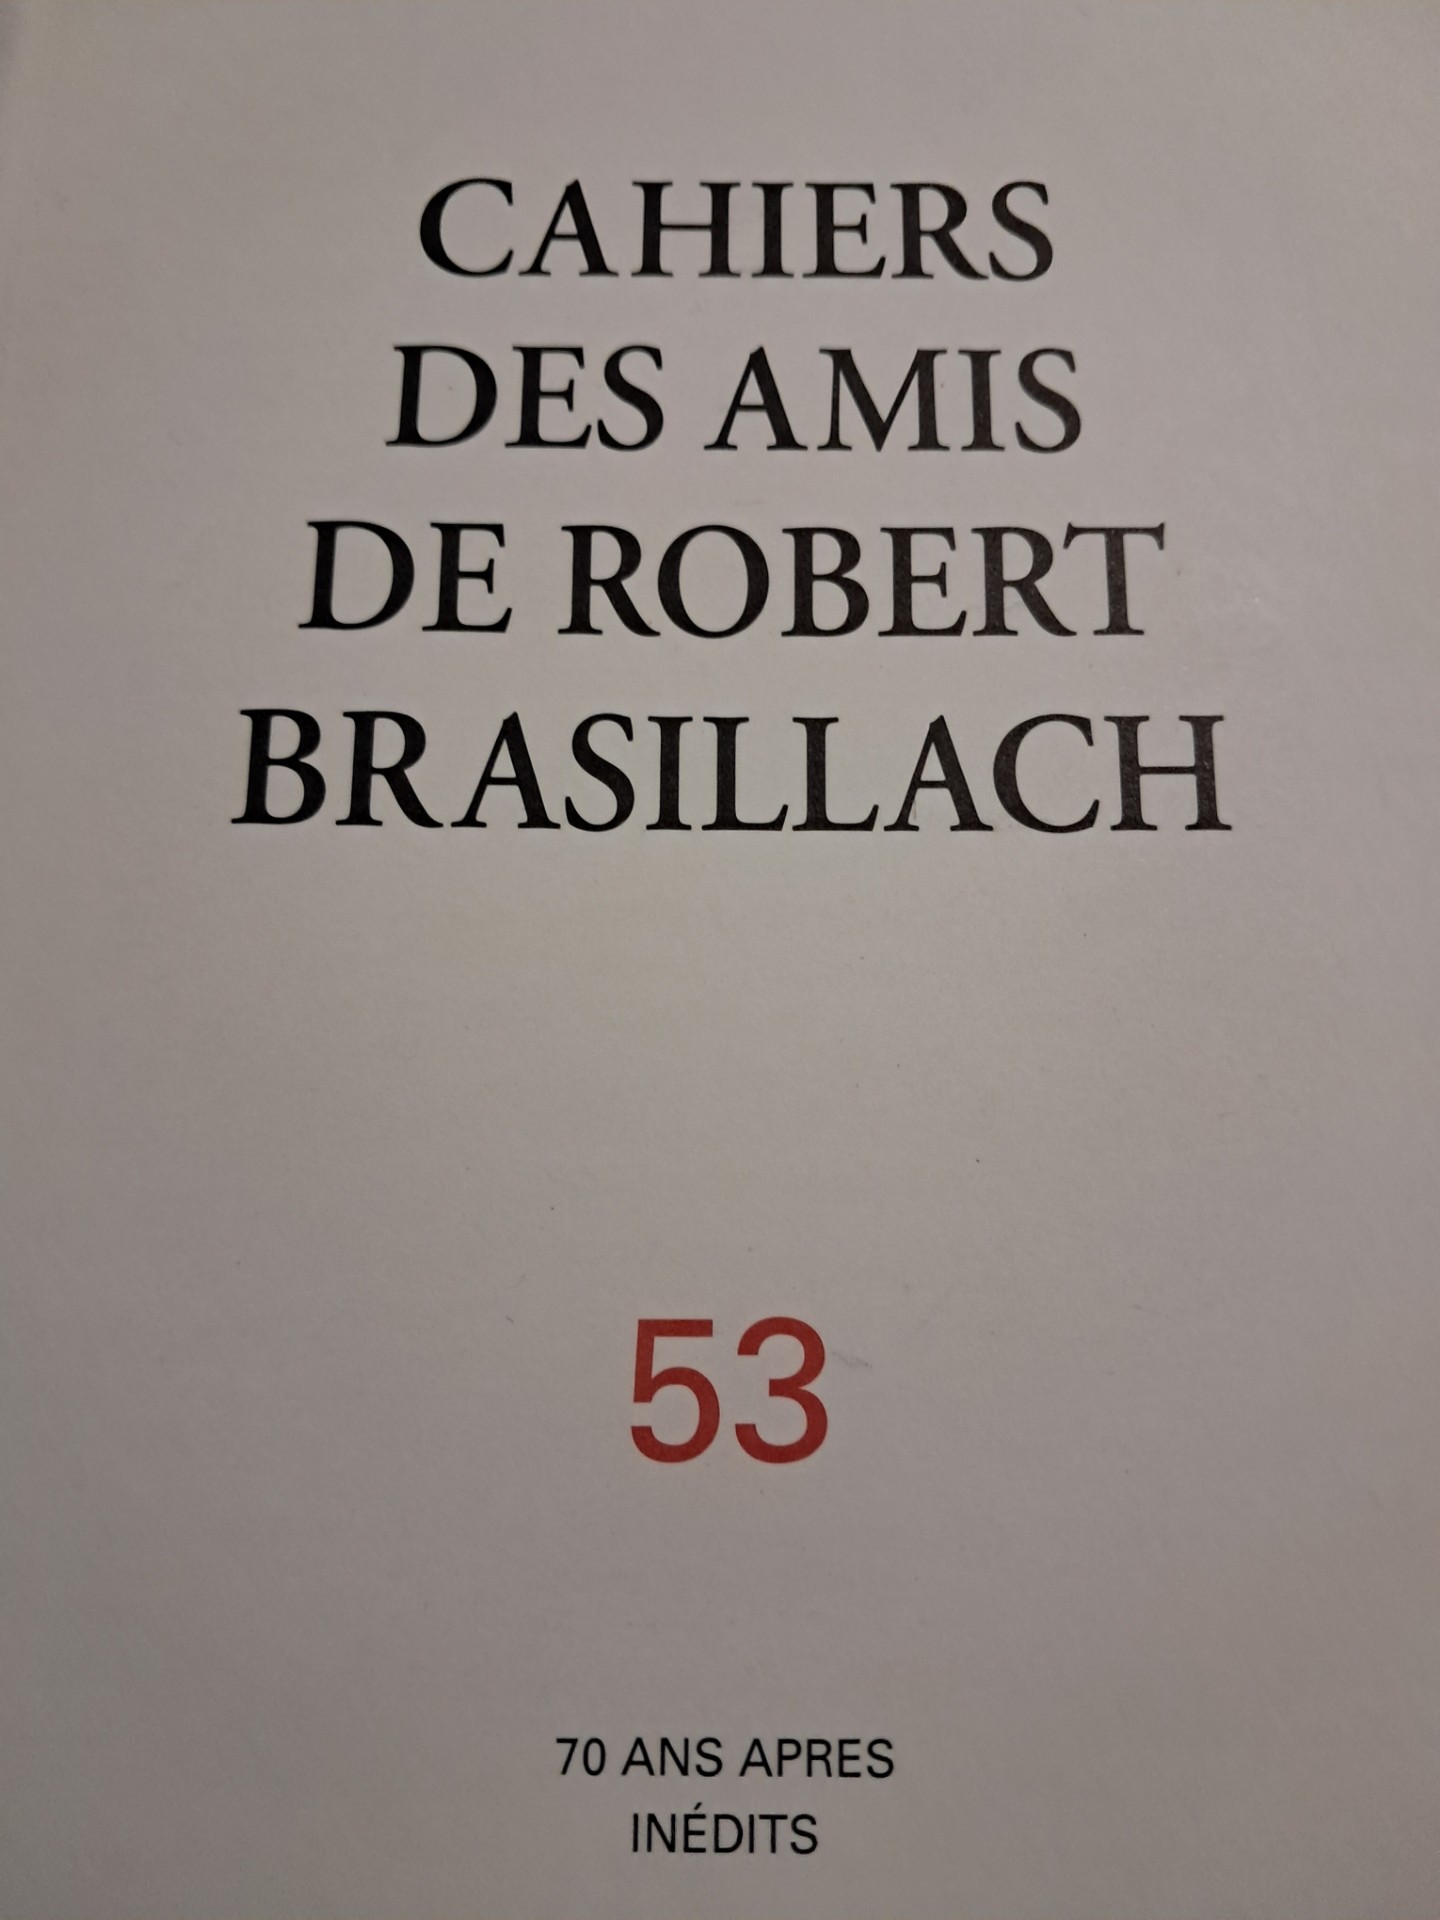 CAHIERS
DES AMIS
DE ROBERT
BRASILLACH
53
70 ANS APRES
INÉDITS